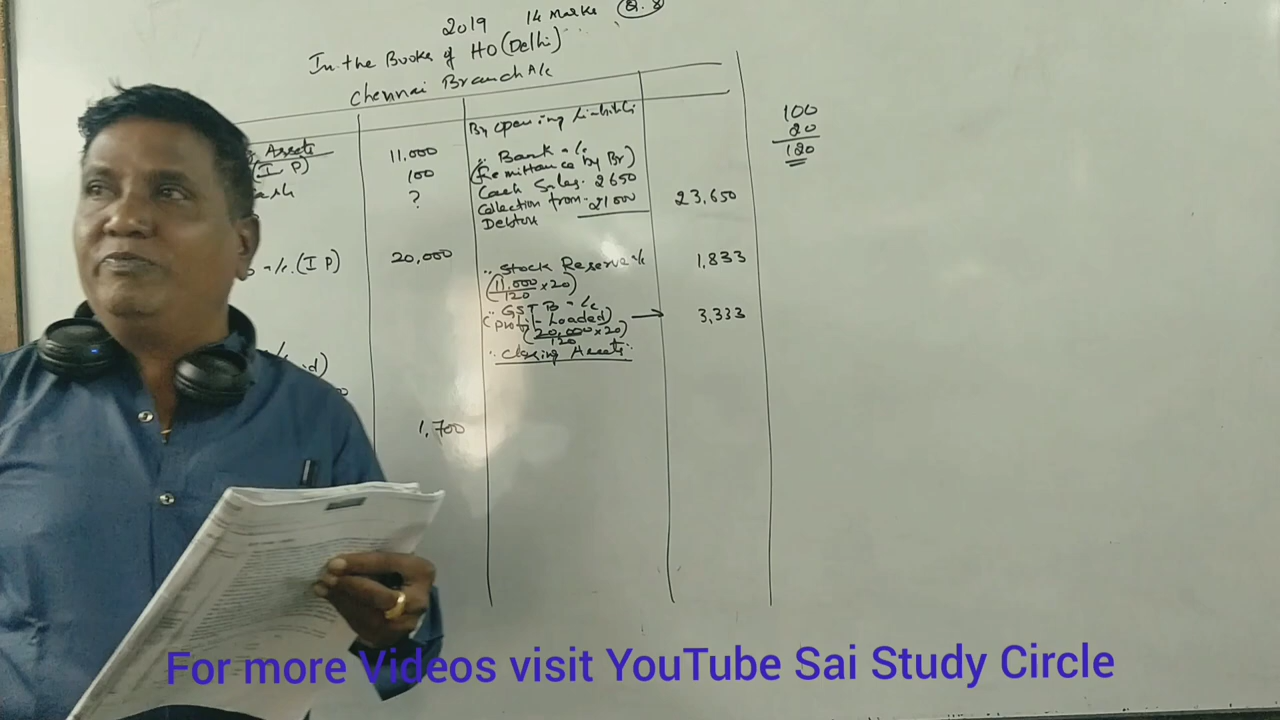 2019 14 Marks Q.8
In the Books of HO (Delhi)
Chennai Branch A/c
Assets
(I P) 11,000
100
?
(I P) 20,000
1,700
By opening Liabilities
,, Bank a/c
(Remittance by Br)
Cash Sales - 2650
Collection from - 21000 23,650
Debtors
,, Stock Reserve a/c 1,833
(11,000/120 x 20)
,, GSTB a/c
(profit-Loaded) → 3,333
(20,000/120 x 20)
,, Closing Assets
100
20
120
For more Videos visit YouTube Sai Study Circle